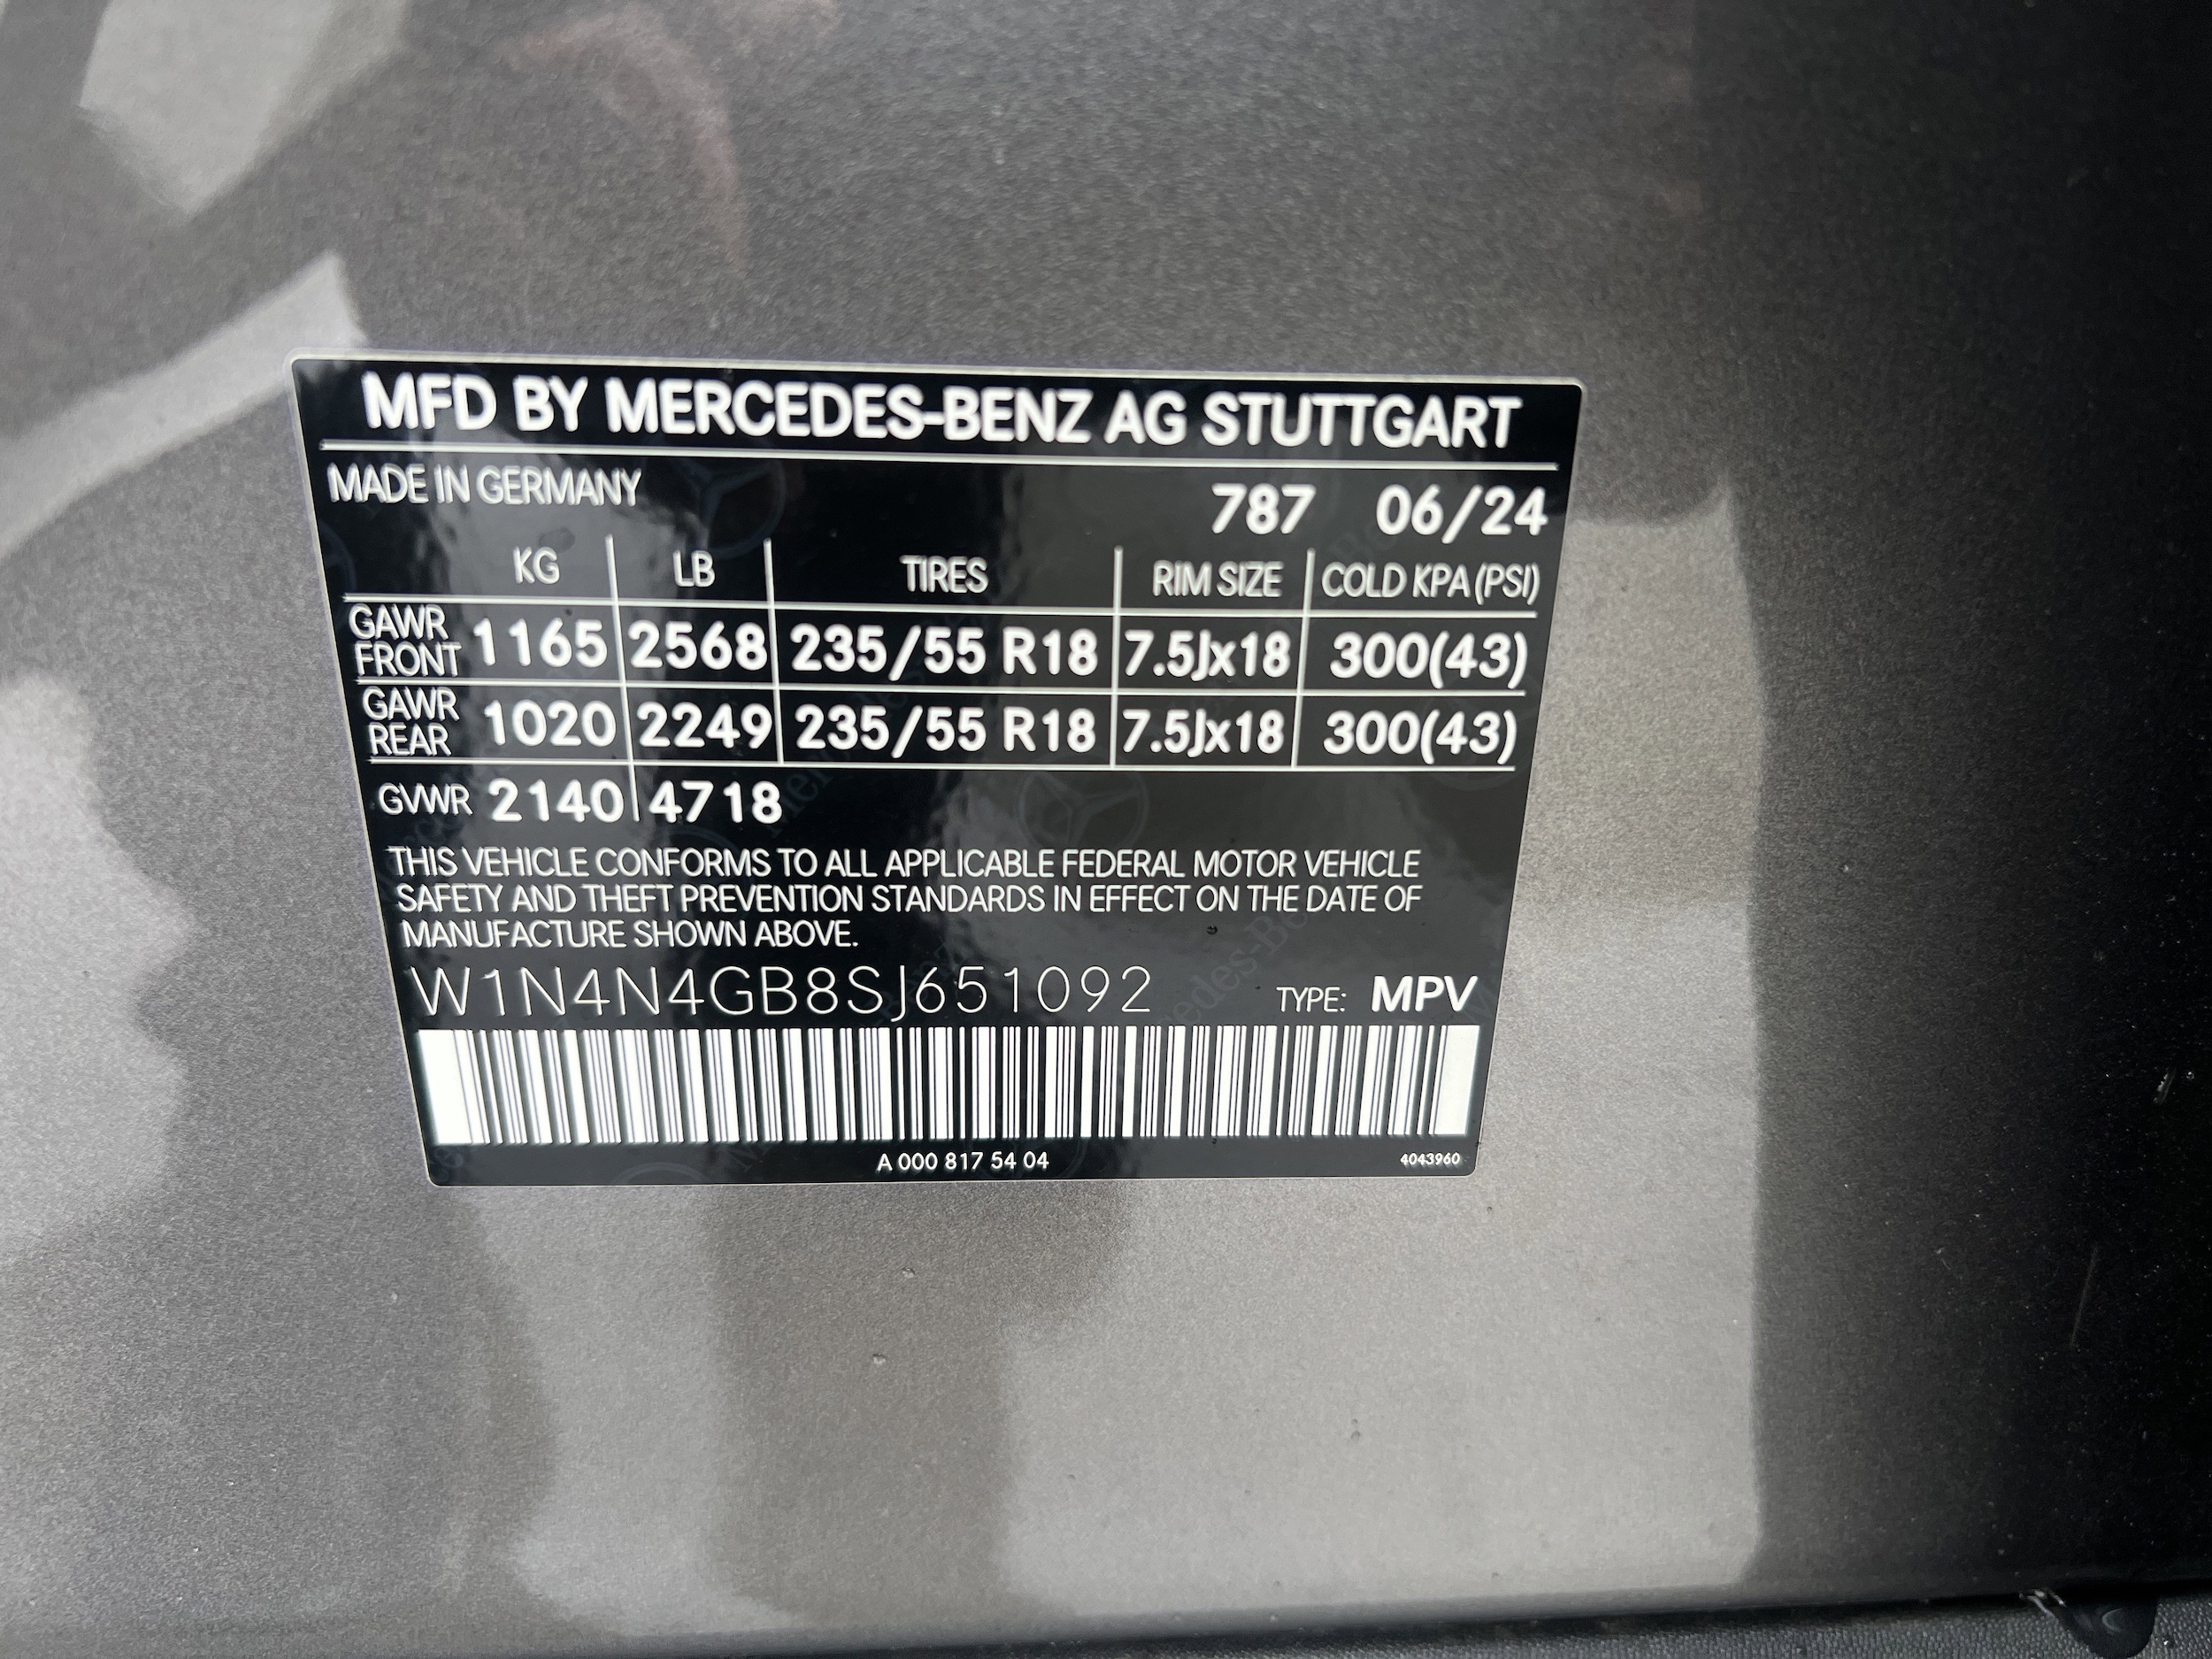 MFD BY MERCEDES-BENZ AG STUTTGART
MADE IN GERMANY 787 06/24
KG LB TIRES RIM SIZE COLD KPA (PSI)
GAWR FRONT 1165 2568 235/55 R18 7.5Jx18 300(43)
GAWR REAR 1020 2249 235/55 R18 7.5Jx18 300(43)
GVWR 2140 4718
THIS VEHICLE CONFORMS TO ALL APPLICABLE FEDERAL MOTOR VEHICLE
SAFETY AND THEFT PREVENTION STANDARDS IN EFFECT ON THE DATE OF
MANUFACTURE SHOWN ABOVE.
W1N4N4GB8SJ651092 TYPE: MPV
A 000 817 54 04 4043960